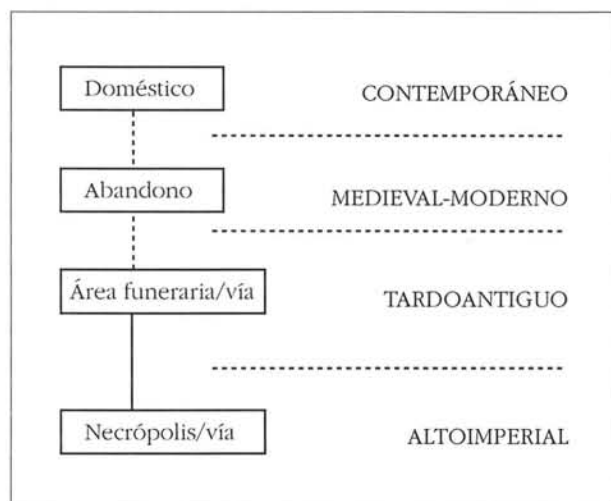 Doméstico
CONTEMPORÁNEO
Abandono
MEDIEVAL-MODERNO
Área funeraria/vía
TARDOANTIGUO
Necrópolis/vía
ALTOIMPERIAL